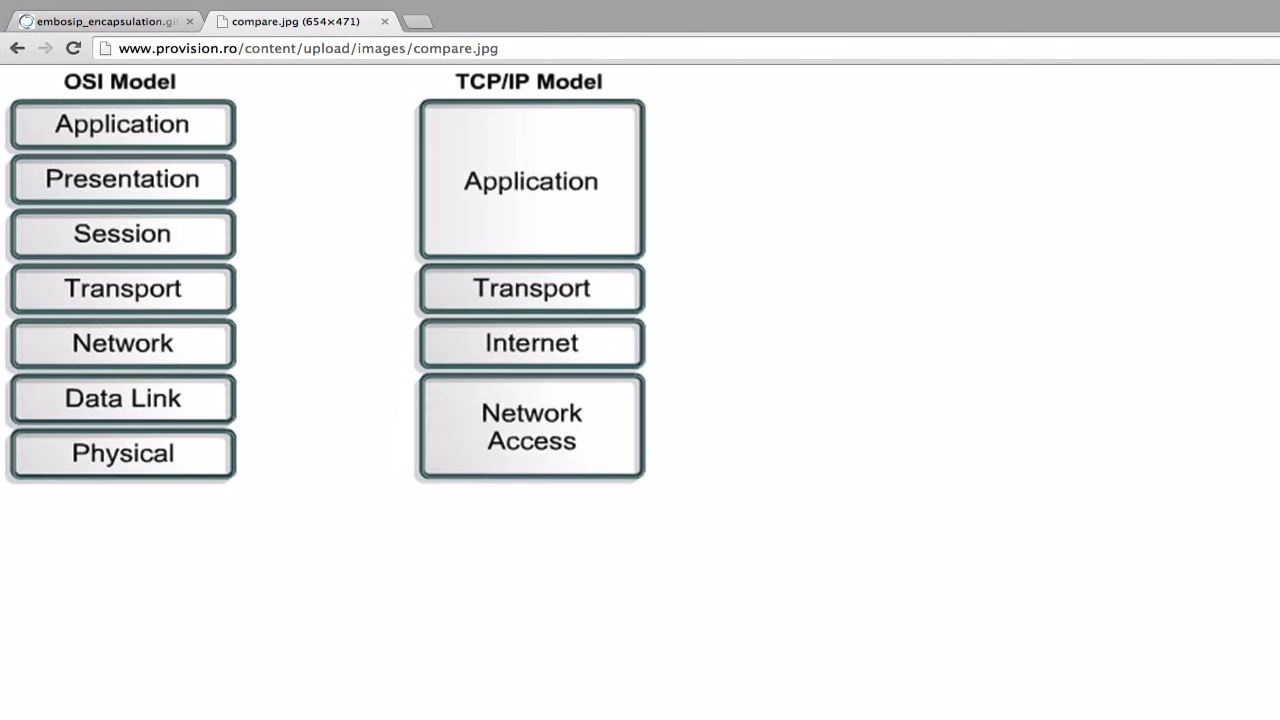 embosip_encapsulation.gif
compare.jpg (654×471)
www.provision.ro/content/upload/images/compare.jpg
OSI Model
Application
Presentation
Session
Transport
Network
Data Link
Physical
TCP/IP Model
Application
Transport
Internet
Network
Access